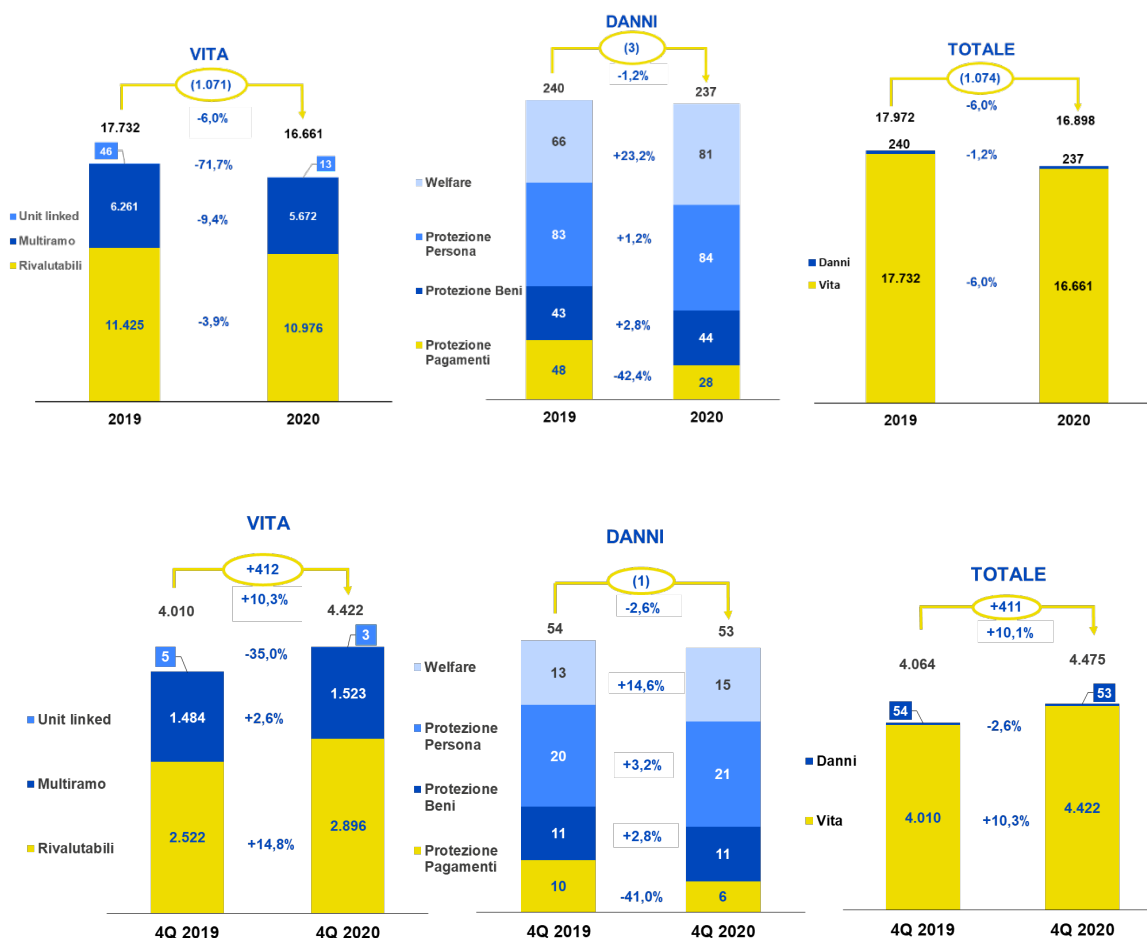 VITA
(1.071)
-6,0%
17.732
16.661
46
-71,7%
13
6.261
-9,4%
5.672
Unit linked
Multiramo
Rivalutabili
11.425
-3,9%
10.976
2019
2020
DANNI
(3)
-1,2%
240
237
66
+23,2%
81
Welfare
83
+1,2%
84
Protezione
Persona
Protezione Beni
43
+2,8%
44
Protezione
Pagamenti
48
-42,4%
28
2019
2020
TOTALE
(1.074)
-6,0%
17.972
16.898
240
-1,2%
237
Danni
Vita
17.732
-6,0%
16.661
2019
2020
VITA
+412
+10,3%
4.010
4.422
5
-35,0%
3
1.484
+2,6%
1.523
Unit linked
Multiramo
Rivalutabili
2.522
+14,8%
2.896
4Q 2019
4Q 2020
DANNI
(1)
-2,6%
54
53
Welfare
13
+14,6%
15
Protezione
Persona
20
+3,2%
21
Protezione
Beni
11
+2,8%
11
Protezione
Pagamenti
10
-41,0%
6
4Q 2019
4Q 2020
TOTALE
+411
+10,1%
4.064
4.475
54
-2,6%
53
Danni
Vita
4.010
+10,3%
4.422
4Q 2019
4Q 2020